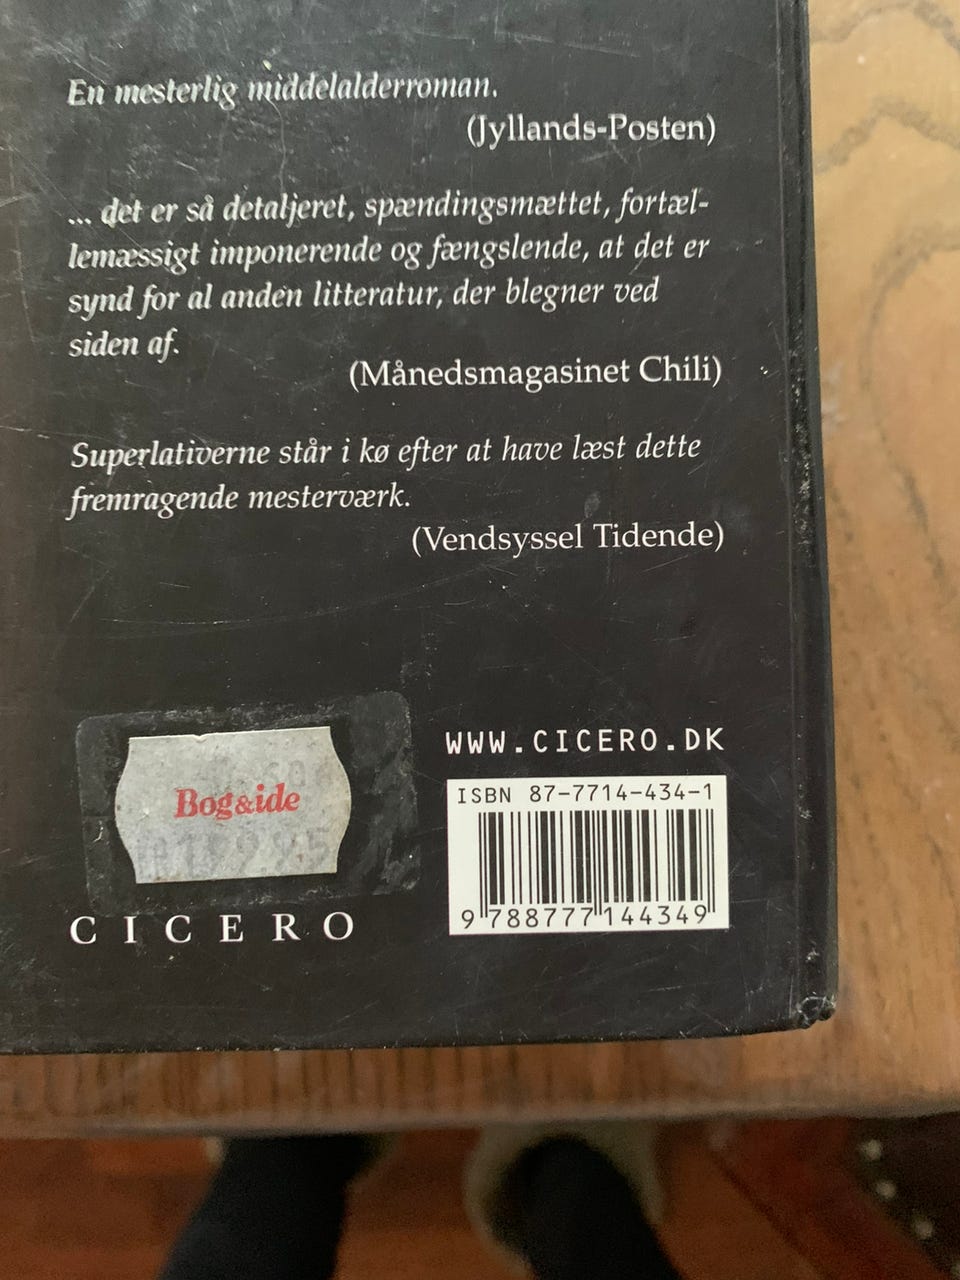 En mesterlig middelalderroman.
(Jyllands-Posten)
... det er så detaljeret, spændingsmættet, fortæl-
lemæssigt imponerende og fængslende, at det er
synd for al anden litteratur, der blegner ved
siden af.
(Månedsmagasinet Chili)
Superlativerne står i kø efter at have læst dette
fremragende mesterværk.
(Vendsyssel Tidende)
WWW.CICERO.DK
ISBN 87-7714-434-1
9 788777 144349
Bog&ide
CICERO